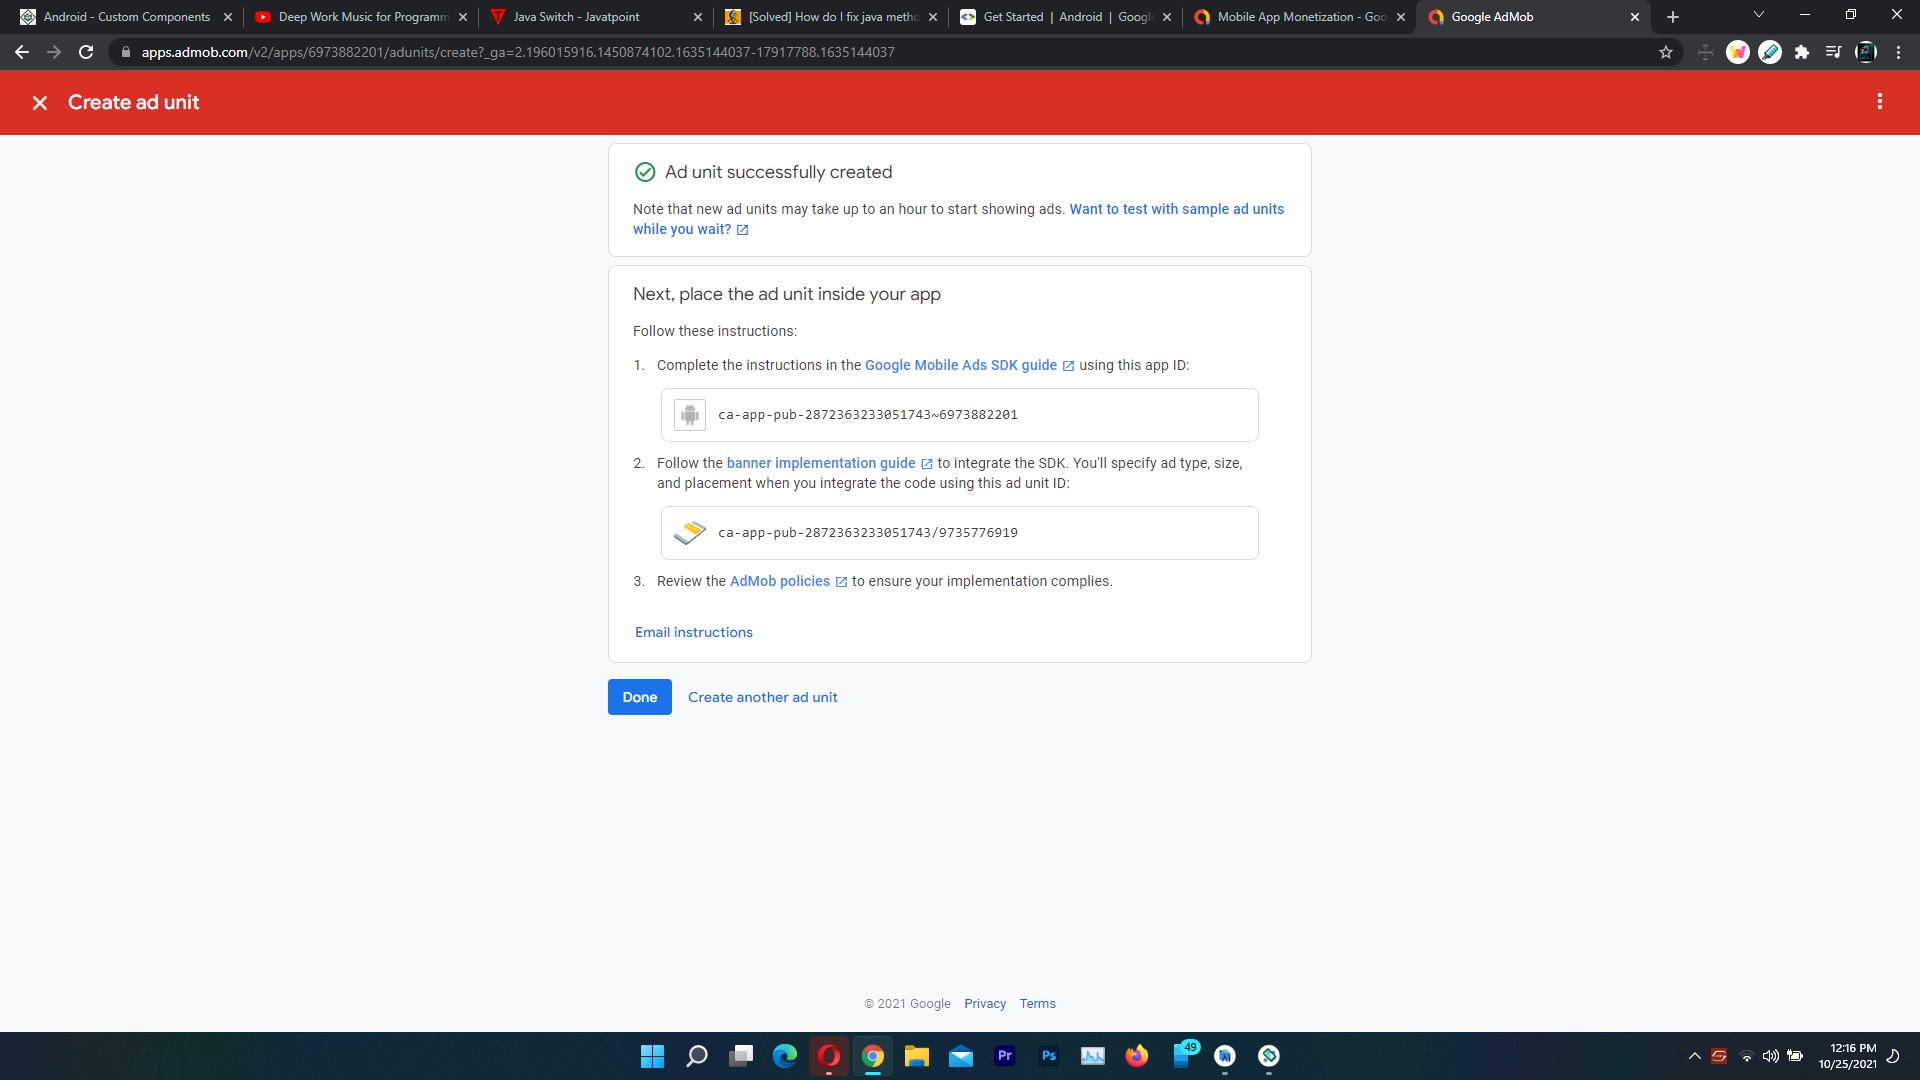 Android - Custom Components
Deep Work Music for Programm
Java Switch - Javatpoint
[Solved] How do I fix java metho
Get Started | Android | Googl
Mobile App Monetization - Goo
Google AdMob
apps.admob.com/v2/apps/6973882201/adunits/create?_ga=2.196015916.1450874102.1635144037-17917788.1635144037
Create ad unit
Ad unit successfully created
Note that new ad units may take up to an hour to start showing ads. Want to test with sample ad units
while you wait?
Next, place the ad unit inside your app
Follow these instructions:
1. Complete the instructions in the Google Mobile Ads SDK guide using this app ID:
ca-app-pub-2872363233051743~6973882201
2. Follow the banner implementation guide to integrate the SDK. You'll specify ad type, size,
and placement when you integrate the code using this ad unit ID:
ca-app-pub-2872363233051743/9735776919
3. Review the AdMob policies to ensure your implementation complies.
Email instructions
Done Create another ad unit
© 2021 Google Privacy Terms
Pr
Ps
49
12:16 PM
10/25/2021